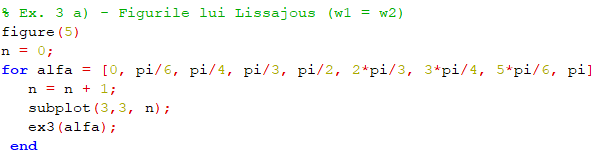 % Ex. 3 a) - Figurile lui Lissajous (w1 = w2)
figure(5)
n = 0;
for alfa = [0, pi/6, pi/4, pi/3, pi/2, 2*pi/3, 3*pi/4, 5*pi/6, pi]
n = n + 1;
subplot(3,3, n);
ex3(alfa);
end